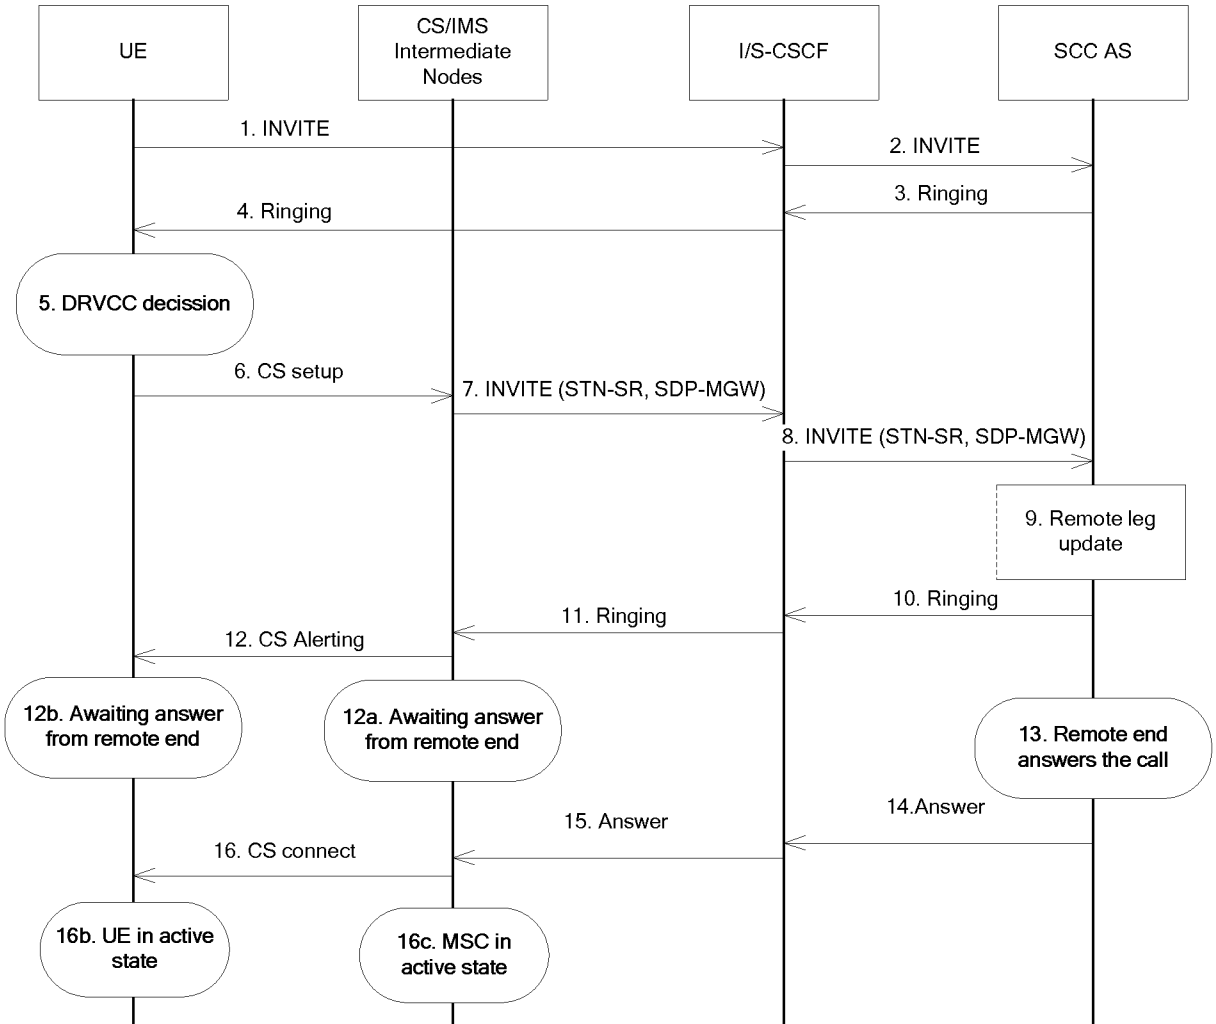 UE
CS/IMS
Intermediate
Nodes
I/S-CSCF
SCC AS
1. INVITE
2. INVITE
3. Ringing
4. Ringing
5. DRVCC decission
6. CS setup
7. INVITE (STN-SR, SDP-MGW)
8. INVITE (STN-SR, SDP-MGW)
9. Remote leg
update
10. Ringing
11. Ringing
12. CS Alerting
12b. Awaiting answer
from remote end
12a. Awaiting answer
from remote end
13. Remote end
answers the call
14.Answer
15. Answer
16. CS connect
16b. UE in active
state
16c. MSC in
active state